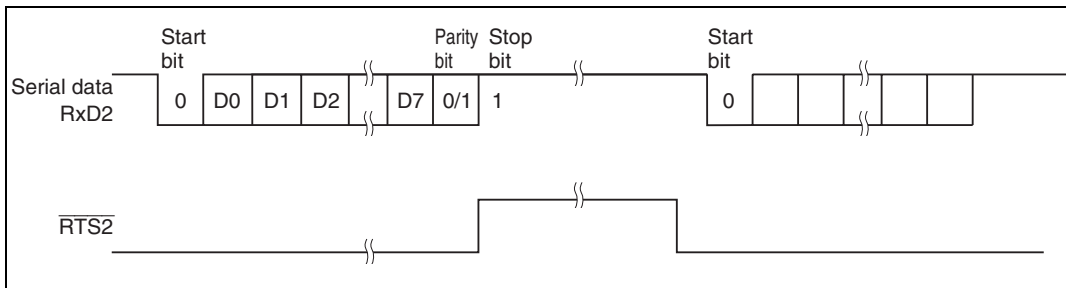 Start bit
Parity bit
Stop bit
Start bit
Serial data RxD2
0 D0 D1 D2 D7 0/1 1 0
RTS2